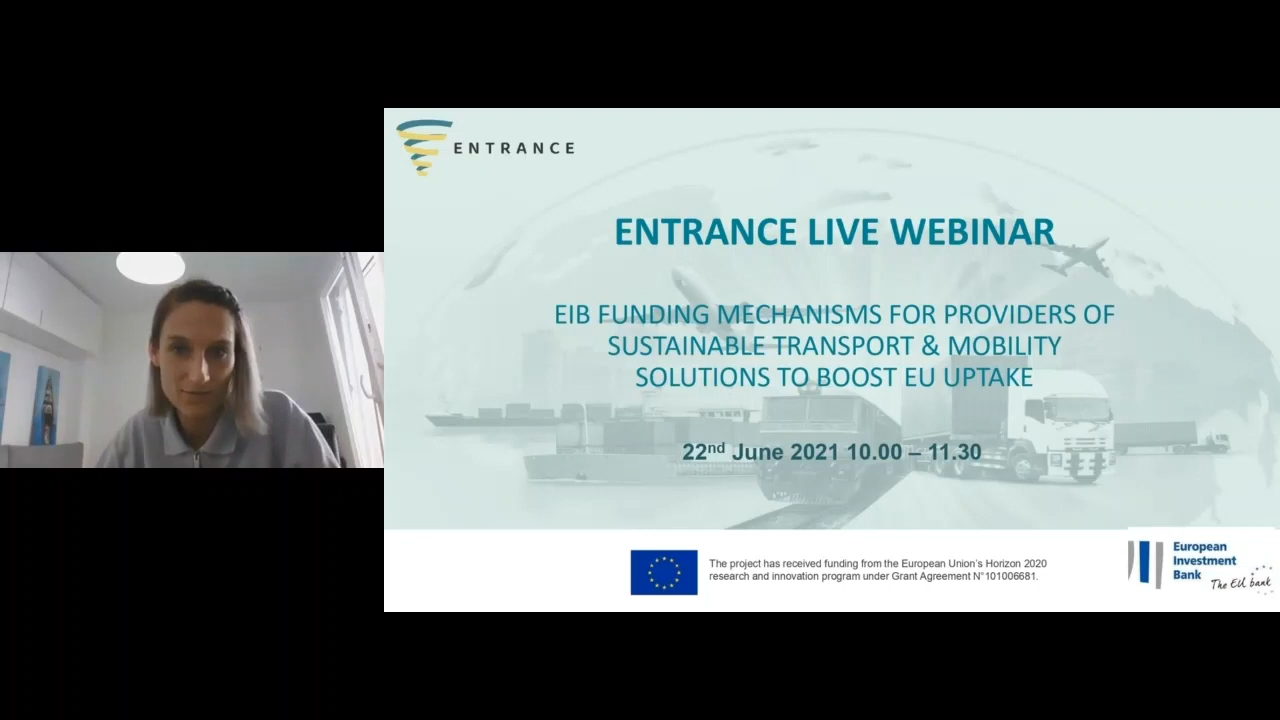 ENTRANCE
ENTRANCE LIVE WEBINAR
EIB FUNDING MECHANISMS FOR PROVIDERS OF
SUSTAINABLE TRANSPORT & MOBILITY
SOLUTIONS TO BOOST EU UPTAKE
22nd June 2021 10.00 – 11.30
The project has received funding from the European Union's Horizon 2020
research and innovation program under Grant Agreement N°101006681.
European
Investment
Bank
The EU bank